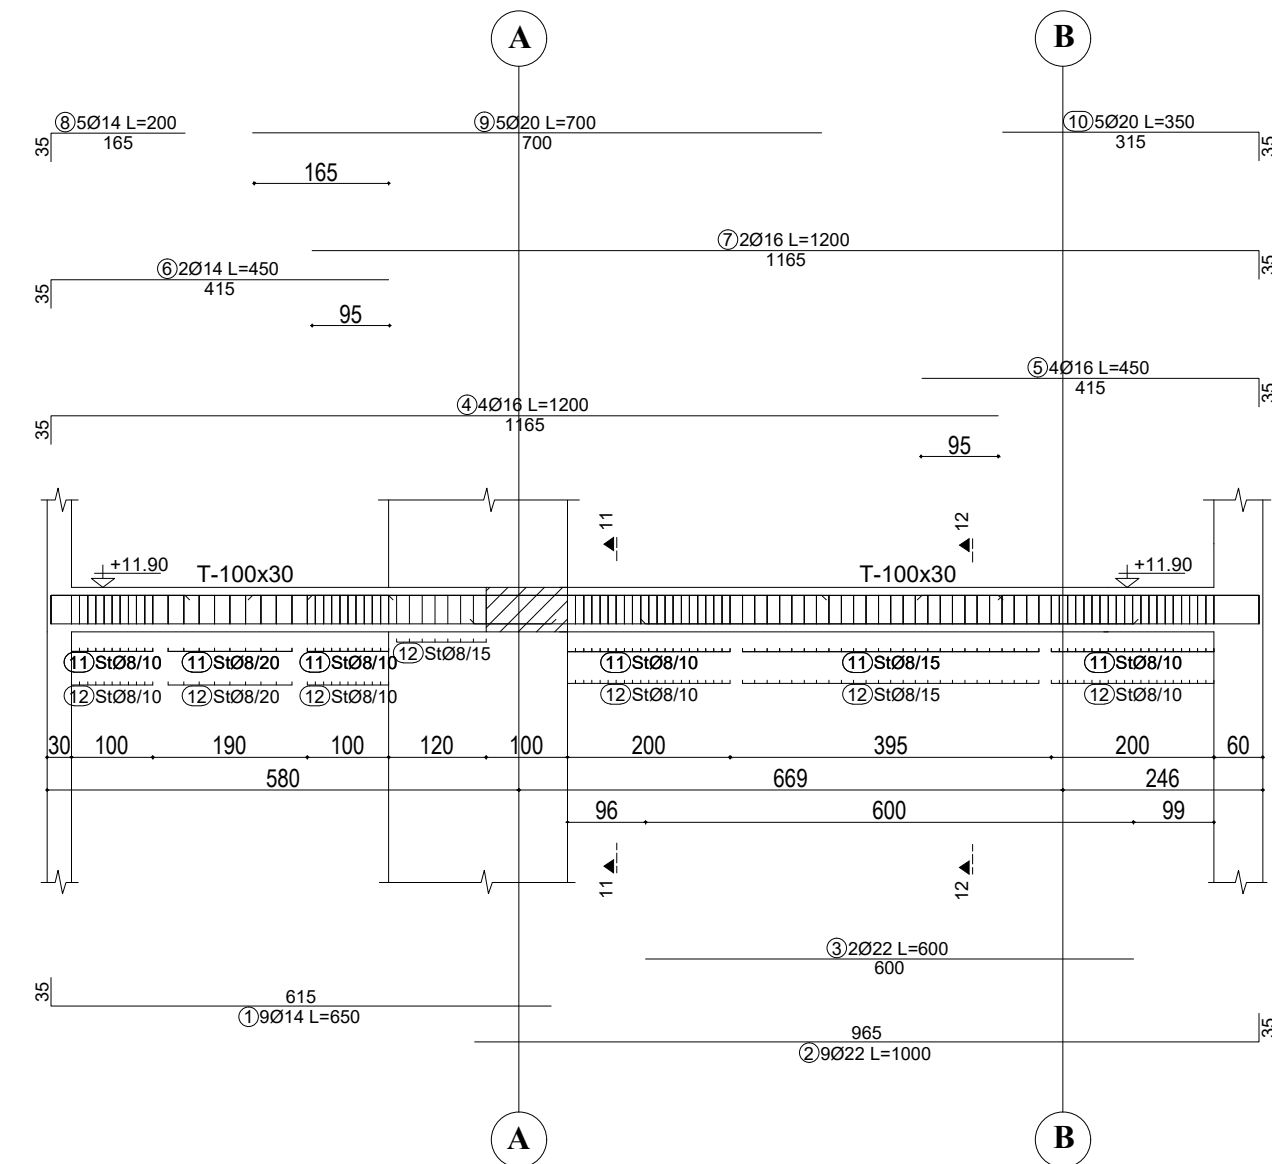 A
B
⑧5Ø14 L=200
165
35
⑨5Ø20 L=700
700
⑩5Ø20 L=350
315
35
165
⑦2Ø16 L=1200
1165
35
⑥2Ø14 L=450
415
35
95
⑤4Ø16 L=450
415
35
④4Ø16 L=1200
1165
35
95
11
12
+11.90
T-100x30
T-100x30
+11.90
⑫StØ8/15
⑪StØ8/10
⑪StØ8/20
⑪StØ8/10
⑪StØ8/10
⑪StØ8/15
⑪StØ8/10
⑫StØ8/10
⑫StØ8/20
⑫StØ8/10
⑫StØ8/10
⑫StØ8/15
⑫StØ8/10
30 100 190 100 120 100 200 395 200 60
580 669 246
96 600 99
11
12
③2Ø22 L=600
600
35
615
①9Ø14 L=650
965
②9Ø22 L=1000
35
A
B